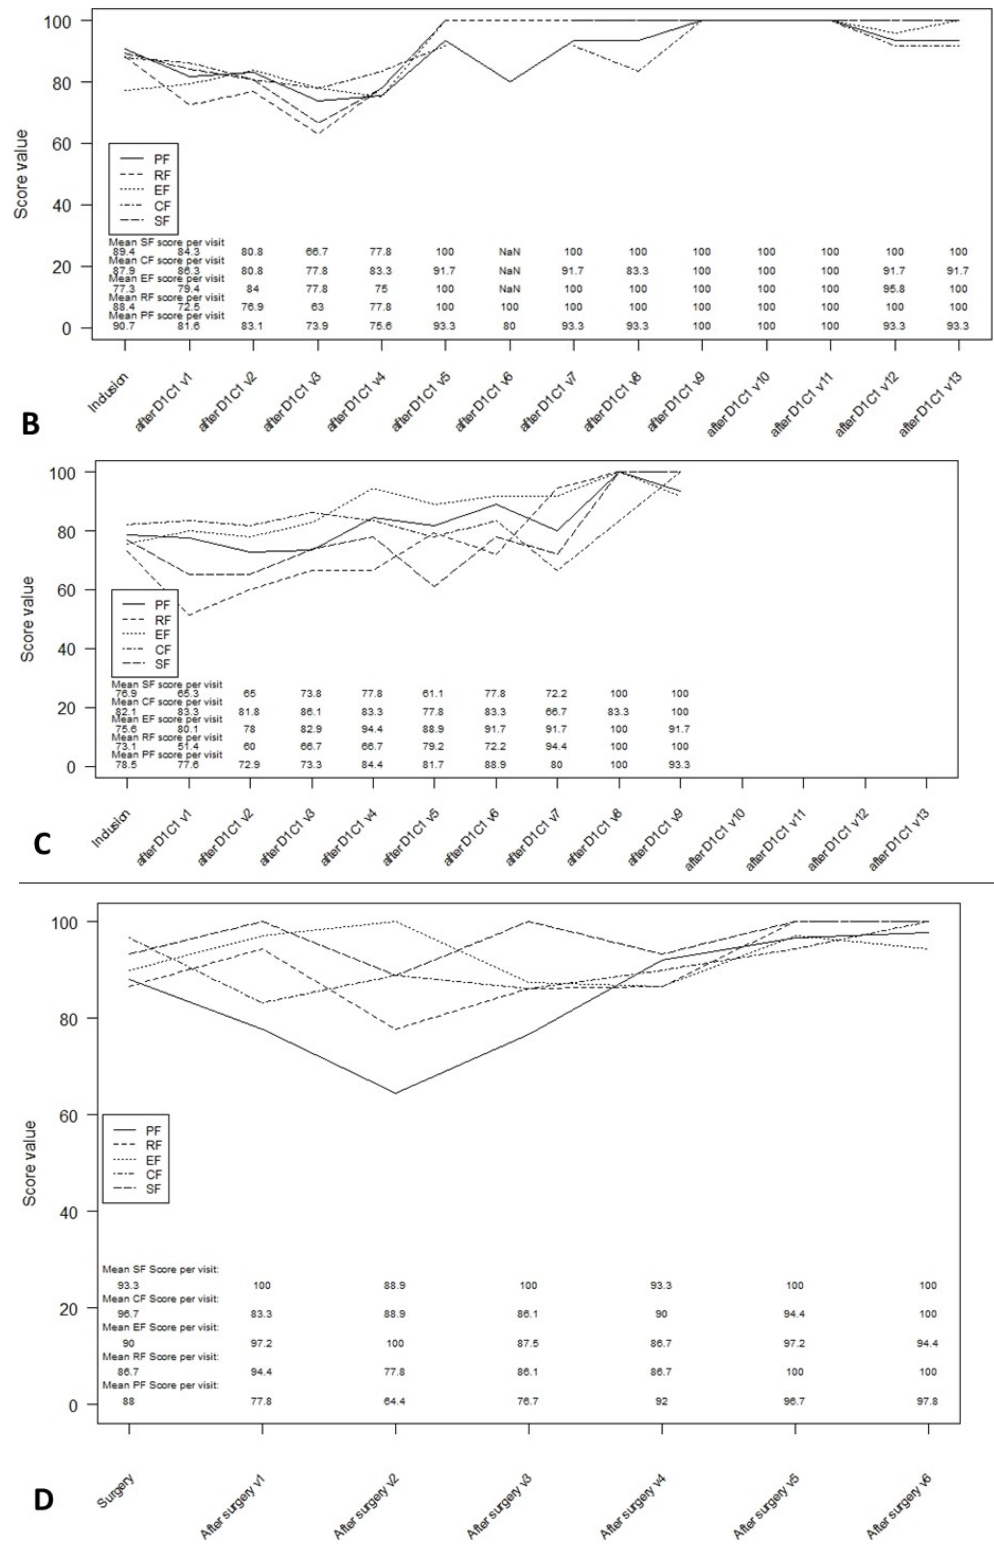 100
80
60
40
20
0
Score value
PF
RF
EF
CF
SF
Mean SF score per visit
89.4 84.3 80.8 66.7 77.8 100 NaN 100 100 100 100 100 100 100
Mean CF score per visit
87.9 86.3 80.8 77.8 83.3 91.7 NaN 91.7 83.3 100 100 100 91.7 91.7
Mean EF score per visit
77.3 79.4 84 77.8 75 100 NaN 100 100 100 100 100 95.8 100
Mean RF score per visit
88.4 72.5 76.9 63 77.8 100 100 100 100 100 100 100 100 100
Mean PF score per visit
90.7 81.6 83.1 73.9 75.6 93.3 80 93.3 93.3 100 100 100 93.3 93.3
Inclusion after D1C1 v1 after D1C1 v2 after D1C1 v3 after D1C1 v4 after D1C1 v5 after D1C1 v6 after D1C1 v7 after D1C1 v8 after D1C1 v9 after D1C1 v10 after D1C1 v11 after D1C1 v12 after D1C1 v13
B
100
80
60
40
20
0
Score value
PF
RF
EF
CF
SF
Mean SF score per visit
76.9 65.3 65 73.8 77.8 61.1 77.8 72.2 100 100
Mean CF score per visit
82.1 83.3 81.8 86.1 83.3 77.8 83.3 66.7 83.3 100
Mean EF score per visit
75.6 80.1 78 82.9 94.4 88.9 91.7 91.7 100 91.7
Mean RF score per visit
73.1 51.4 60 66.7 66.7 79.2 72.2 94.4 100 100
Mean PF score per visit
78.5 77.6 72.9 73.3 84.4 81.7 88.9 80 100 93.3
Inclusion after D1C1 v1 after D1C1 v2 after D1C1 v3 after D1C1 v4 after D1C1 v5 after D1C1 v6 after D1C1 v7 after D1C1 v8 after D1C1 v9 after D1C1 v10 after D1C1 v11 after D1C1 v12 after D1C1 v13
C
100
80
60
40
20
0
Score value
PF
RF
EF
CF
SF
Mean SF Score per visit:
93.3 100 88.9 100 93.3 100 100
Mean CF Score per visit:
96.7 83.3 88.9 86.1 90 94.4 100
Mean EF Score per visit:
90 97.2 100 87.5 86.7 97.2 94.4
Mean RF Score per visit:
86.7 94.4 77.8 86.1 86.7 100 100
Mean PF Score per visit:
88 77.8 64.4 76.7 92 96.7 97.8
Surgery After surgery v1 After surgery v2 After surgery v3 After surgery v4 After surgery v5 After surgery v6
D